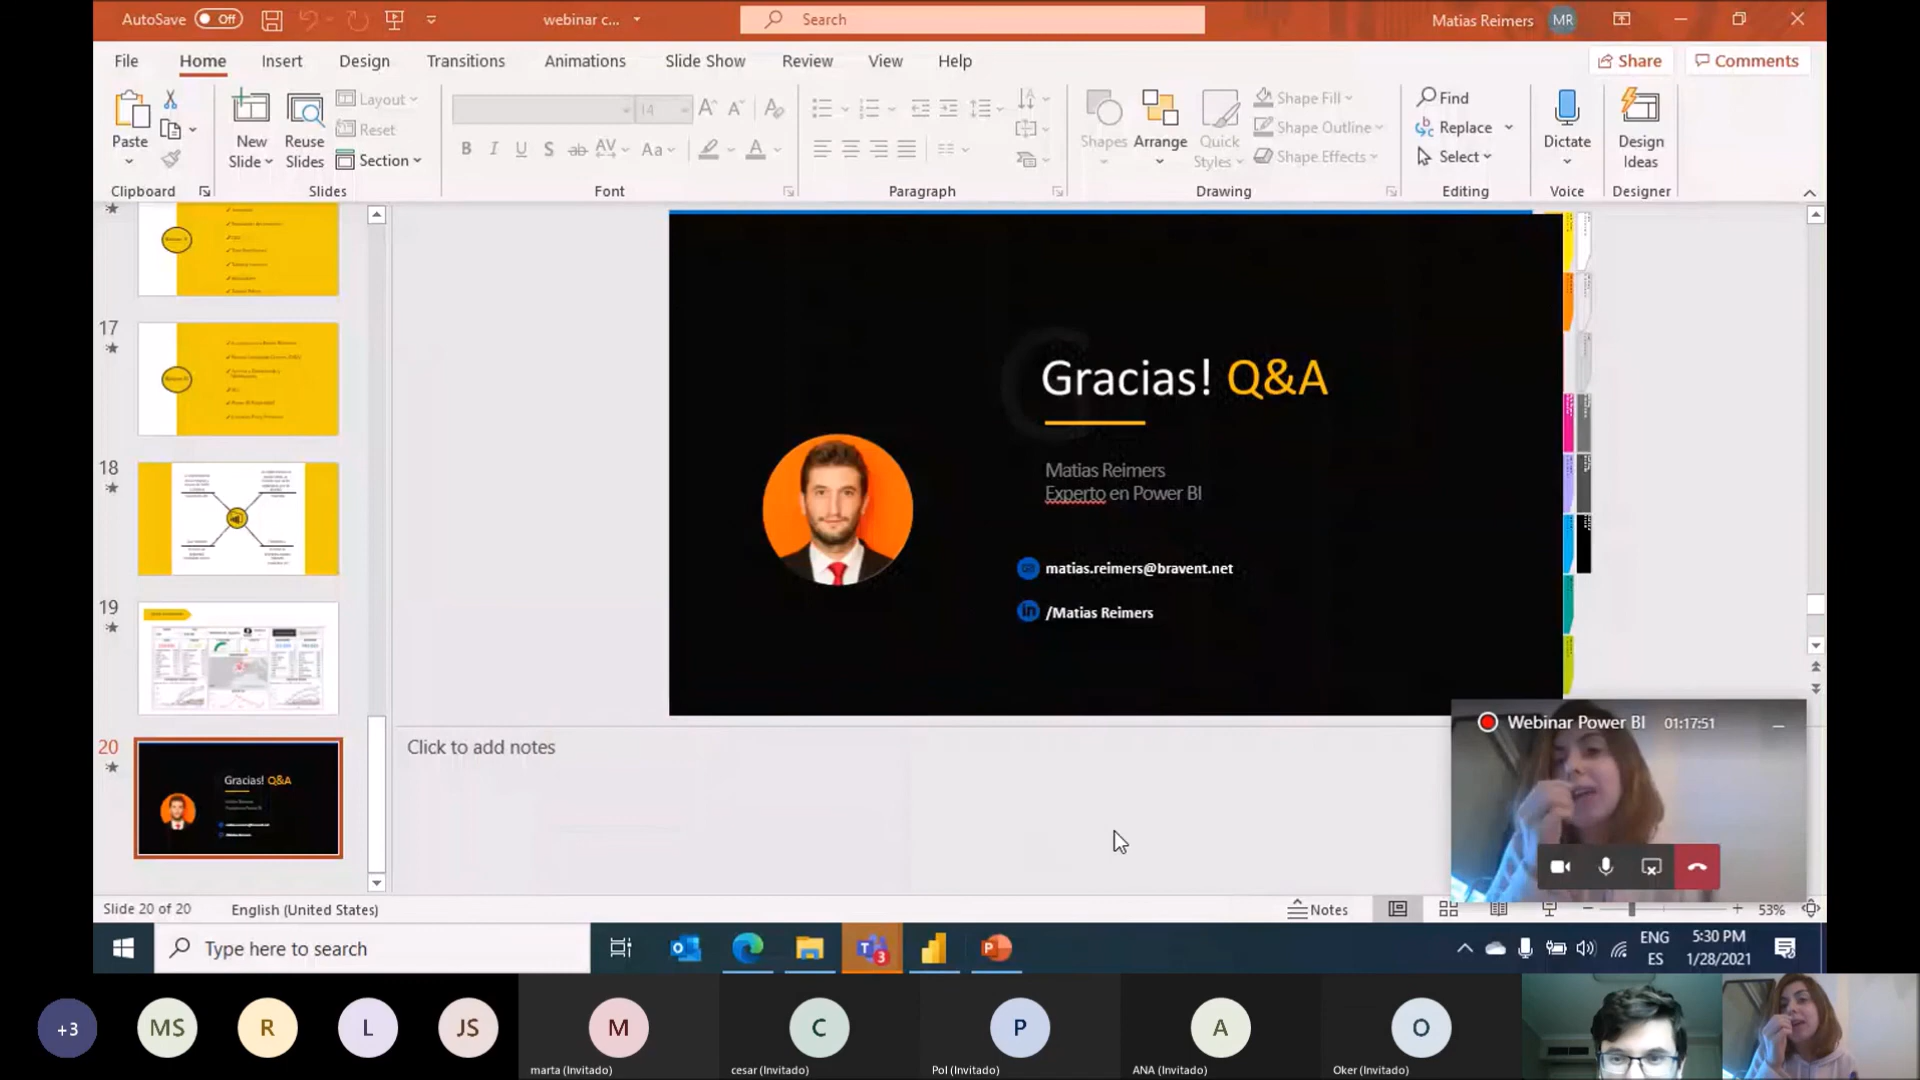 AutoSave Off
webinar c...
Search
Matias Reimers MR
File Home Insert Design Transitions Animations Slide Show Review View Help
Share Comments
Paste
New Slide
Reuse Slides
Layout
Reset
Section
14
Aa
Shapes
Arrange
Quick Styles
Shape Fill
Shape Outline
Shape Effects
Find
Replace
Select
Dictate
Design Ideas
Clipboard Slides Font Paragraph Drawing Editing Voice Designer
17
18
19
20
Gracias! Q&A
Gracias! Q&A
Matias Reimers
Experto en Power BI
matias.reimers@bravent.net
in /Matias Reimers
Webinar Power BI 01:17:51
Click to add notes
Slide 20 of 20 English (United States) Notes 53%
Type here to search
3
ENG
ES
5:30 PM
1/28/2021
+3 MS R L JS M C P A O
marta (Invitado) cesar (Invitado) Pol (Invitado) ANA (Invitado) Oker (Invitado)